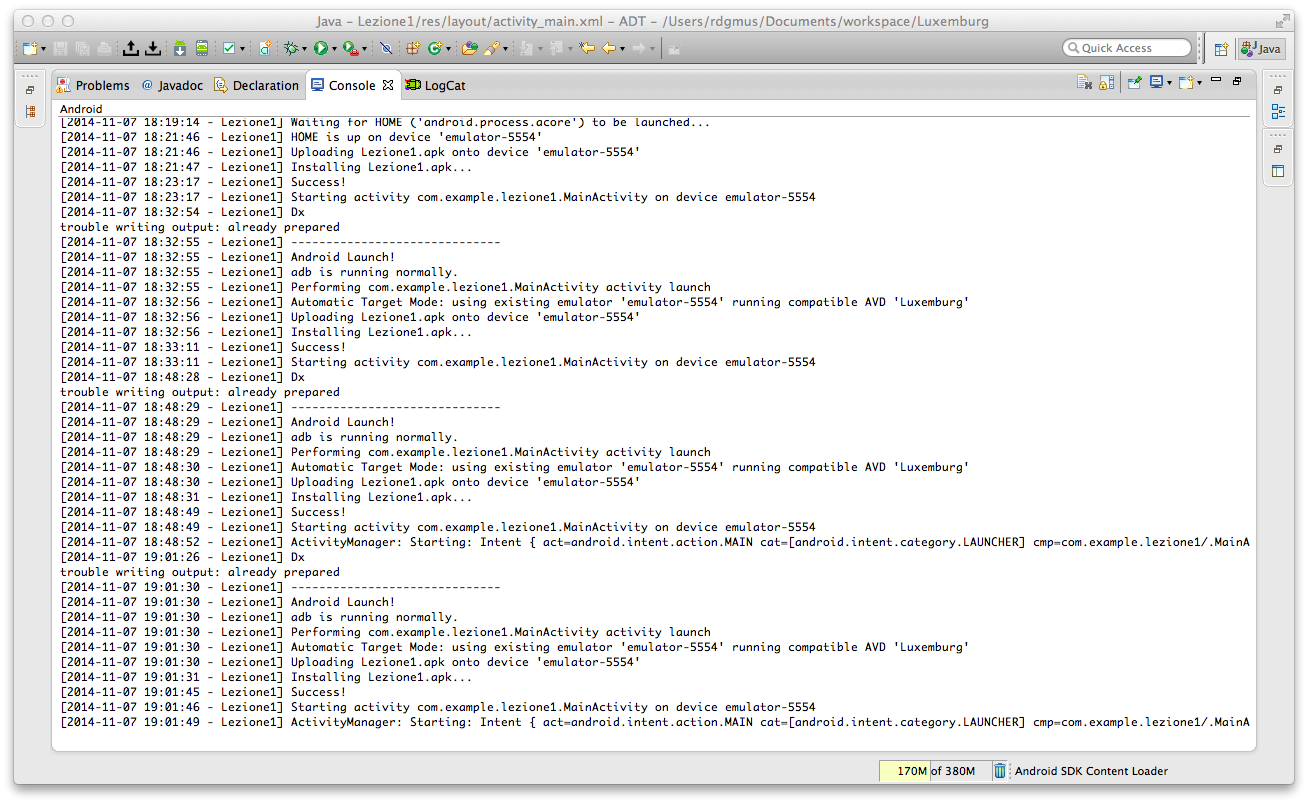 Java – Lezione1/res/layout/activity_main.xml – ADT – /Users/rdgmus/Documents/workspace/Luxemburg
Quick Access
Java
Problems
@ Javadoc
Declaration
Console
LogCat
Android
[2014-11-07 18:19:14 - Lezione1] Waiting for HOME ('android.process.acore') to be launched...
[2014-11-07 18:21:46 - Lezione1] HOME is up on device 'emulator-5554'
[2014-11-07 18:21:46 - Lezione1] Uploading Lezione1.apk onto device 'emulator-5554'
[2014-11-07 18:21:47 - Lezione1] Installing Lezione1.apk...
[2014-11-07 18:23:17 - Lezione1] Success!
[2014-11-07 18:23:17 - Lezione1] Starting activity com.example.lezione1.MainActivity on device emulator-5554
[2014-11-07 18:32:54 - Lezione1] Dx
trouble writing output: already prepared
[2014-11-07 18:32:55 - Lezione1] ------------------------------
[2014-11-07 18:32:55 - Lezione1] Android Launch!
[2014-11-07 18:32:55 - Lezione1] adb is running normally.
[2014-11-07 18:32:55 - Lezione1] Performing com.example.lezione1.MainActivity activity launch
[2014-11-07 18:32:56 - Lezione1] Automatic Target Mode: using existing emulator 'emulator-5554' running compatible AVD 'Luxemburg'
[2014-11-07 18:32:56 - Lezione1] Uploading Lezione1.apk onto device 'emulator-5554'
[2014-11-07 18:32:56 - Lezione1] Installing Lezione1.apk...
[2014-11-07 18:33:11 - Lezione1] Success!
[2014-11-07 18:33:11 - Lezione1] Starting activity com.example.lezione1.MainActivity on device emulator-5554
[2014-11-07 18:48:28 - Lezione1] Dx
trouble writing output: already prepared
[2014-11-07 18:48:29 - Lezione1] ------------------------------
[2014-11-07 18:48:29 - Lezione1] Android Launch!
[2014-11-07 18:48:29 - Lezione1] adb is running normally.
[2014-11-07 18:48:29 - Lezione1] Performing com.example.lezione1.MainActivity activity launch
[2014-11-07 18:48:30 - Lezione1] Automatic Target Mode: using existing emulator 'emulator-5554' running compatible AVD 'Luxemburg'
[2014-11-07 18:48:30 - Lezione1] Uploading Lezione1.apk onto device 'emulator-5554'
[2014-11-07 18:48:31 - Lezione1] Installing Lezione1.apk...
[2014-11-07 18:48:49 - Lezione1] Success!
[2014-11-07 18:48:49 - Lezione1] Starting activity com.example.lezione1.MainActivity on device emulator-5554
[2014-11-07 18:48:52 - Lezione1] ActivityManager: Starting: Intent { act=android.intent.action.MAIN cat=[android.intent.category.LAUNCHER] cmp=com.example.lezione1/.MainA
[2014-11-07 19:01:26 - Lezione1] Dx
trouble writing output: already prepared
[2014-11-07 19:01:30 - Lezione1] ------------------------------
[2014-11-07 19:01:30 - Lezione1] Android Launch!
[2014-11-07 19:01:30 - Lezione1] adb is running normally.
[2014-11-07 19:01:30 - Lezione1] Performing com.example.lezione1.MainActivity activity launch
[2014-11-07 19:01:30 - Lezione1] Automatic Target Mode: using existing emulator 'emulator-5554' running compatible AVD 'Luxemburg'
[2014-11-07 19:01:30 - Lezione1] Uploading Lezione1.apk onto device 'emulator-5554'
[2014-11-07 19:01:31 - Lezione1] Installing Lezione1.apk...
[2014-11-07 19:01:45 - Lezione1] Success!
[2014-11-07 19:01:46 - Lezione1] Starting activity com.example.lezione1.MainActivity on device emulator-5554
[2014-11-07 19:01:49 - Lezione1] ActivityManager: Starting: Intent { act=android.intent.action.MAIN cat=[android.intent.category.LAUNCHER] cmp=com.example.lezione1/.MainA
170M of 380M
Android SDK Content Loader